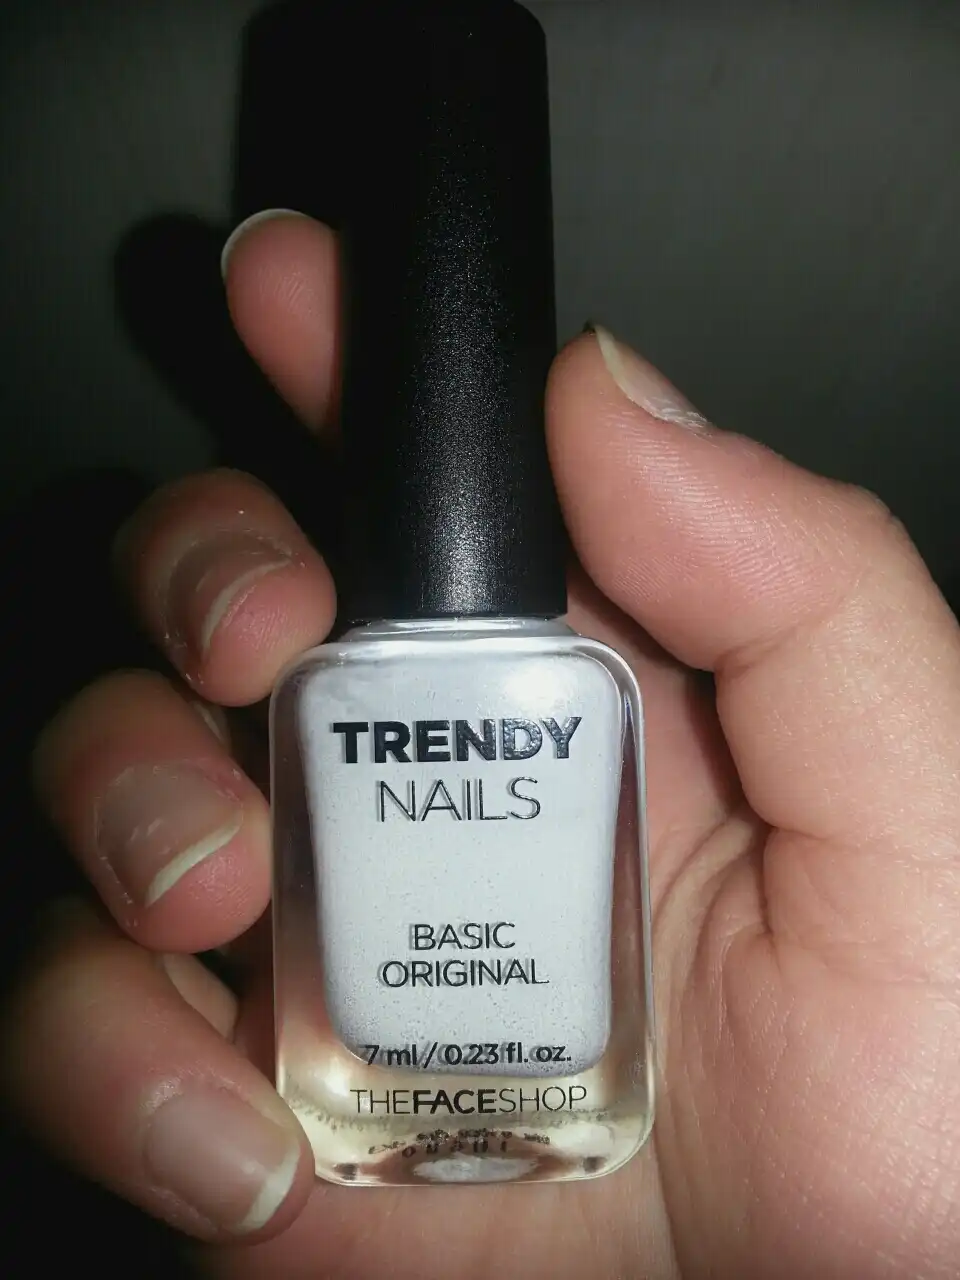 TRENDY
NAILS
BASIC
ORIGINAL
7 ml / 0.23 fl. oz.
THEFACESHOP